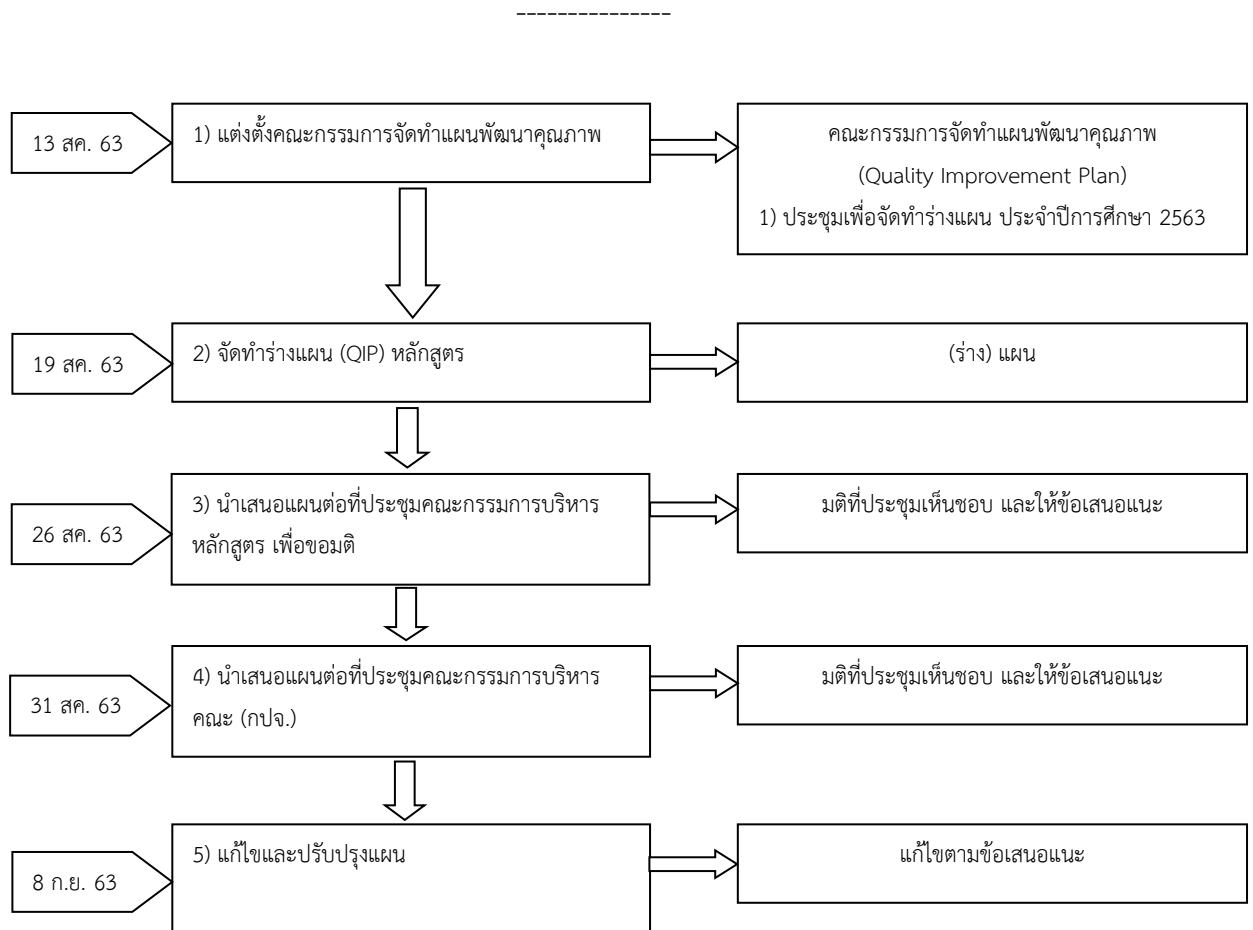 ---------------
13 สค. 63
1) แต่งตั้งคณะกรรมการจัดทำแผนพัฒนาคุณภาพ
คณะกรรมการจัดทำแผนพัฒนาคุณภาพ
(Quality Improvement Plan)
1) ประชุมเพื่อจัดทำร่างแผน ประจำปีการศึกษา 2563
19 สค. 63
2) จัดทำร่างแผน (QIP) หลักสูตร
(ร่าง) แผน
26 สค. 63
3) นำเสนอแผนต่อที่ประชุมคณะกรรมการบริหาร
หลักสูตร เพื่อขอมติ
มติที่ประชุมเห็นชอบ และให้ข้อเสนอแนะ
31 สค. 63
4) นำเสนอแผนต่อที่ประชุมคณะกรรมการบริหาร
คณะ (กปจ.)
มติที่ประชุมเห็นชอบ และให้ข้อเสนอแนะ
8 ก.ย. 63
5) แก้ไขและปรับปรุงแผน
แก้ไขตามข้อเสนอแนะ